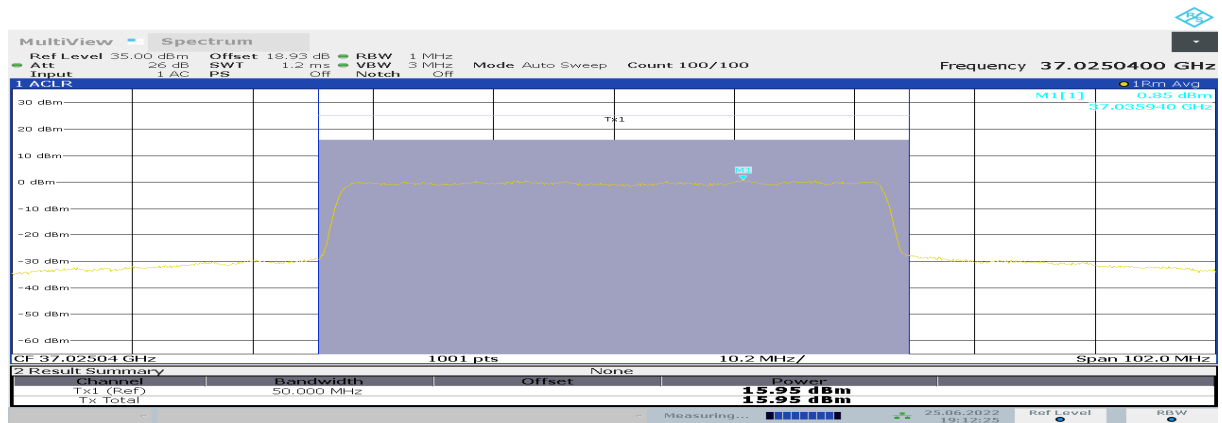 R&S
MultiView Spectrum
Ref Level 35.00 dBm Offset 18.93 dB RBW 1 MHz
Att 26 dB SWT 1.2 ms VBW 3 MHz Mode Auto Sweep Count 100/100 Frequency 37.0250400 GHz
Input 1 AC PS Off Notch Off
1 ACLR 1Rm Avg
M1[1] 0.85 dBm
37.035940 GHz
30 dBm
Tx1
20 dBm
10 dBm
M1
0 dBm
-10 dBm
-20 dBm
-30 dBm
-40 dBm
-50 dBm
-60 dBm
CF 37.02504 GHz 1001 pts 10.2 MHz/ Span 102.0 MHz
2 Result Summary None
Channel Bandwidth Offset Power
Tx1 (Ref) 50.000 MHz 15.95 dBm
Tx Total 15.95 dBm
Measuring... 25.06.2022 Ref Level RBW
19:12:25